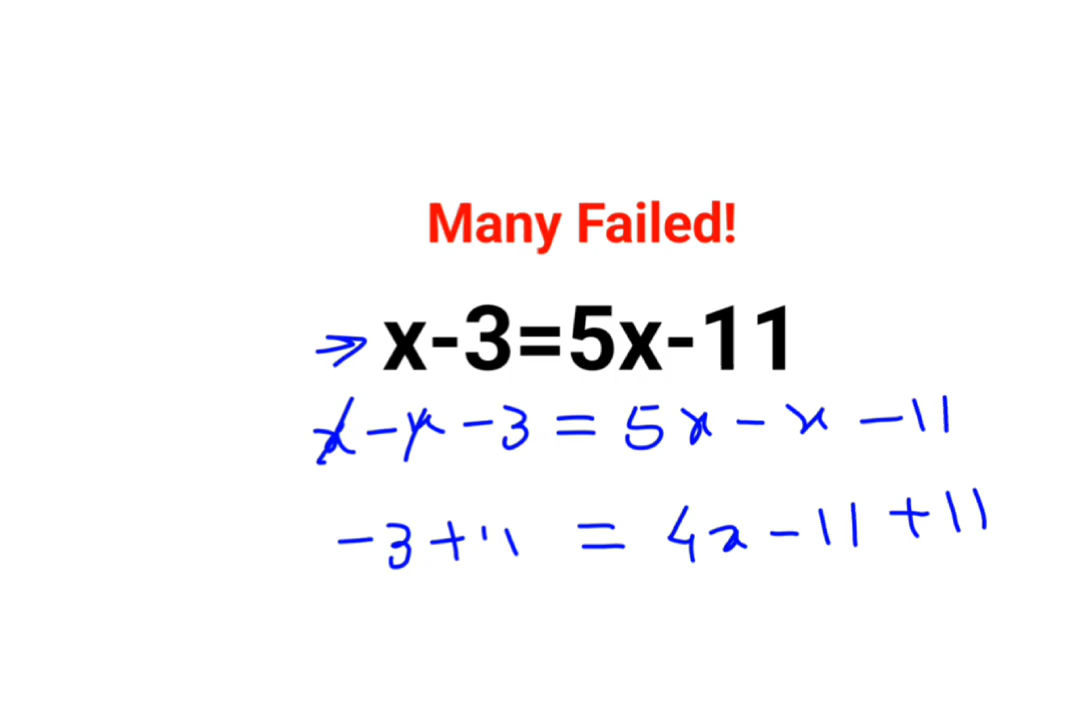 Many Failed!
⇒ x-3=5x-11
x-x-3=5x-x-11
-3+11=4x-11+11